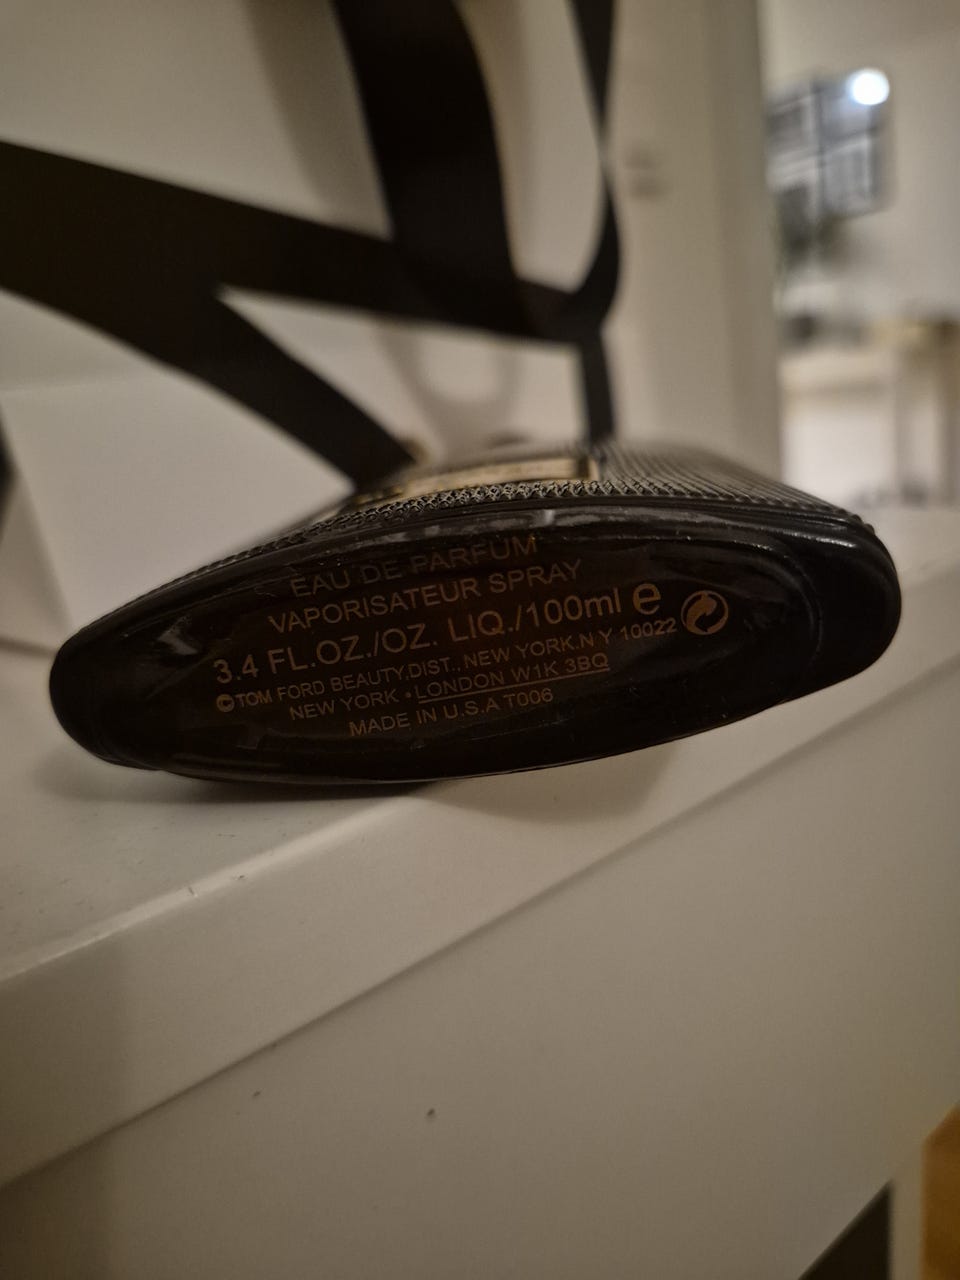 EAU DE PARFUM
VAPORISATEUR SPRAY
3.4 FL.OZ./OZ. LIQ./100ml e
©TOM FORD BEAUTY,DIST., NEW YORK.N.Y 10022
NEW YORK • LONDON W1K 3BQ
MADE IN U.S.A T006